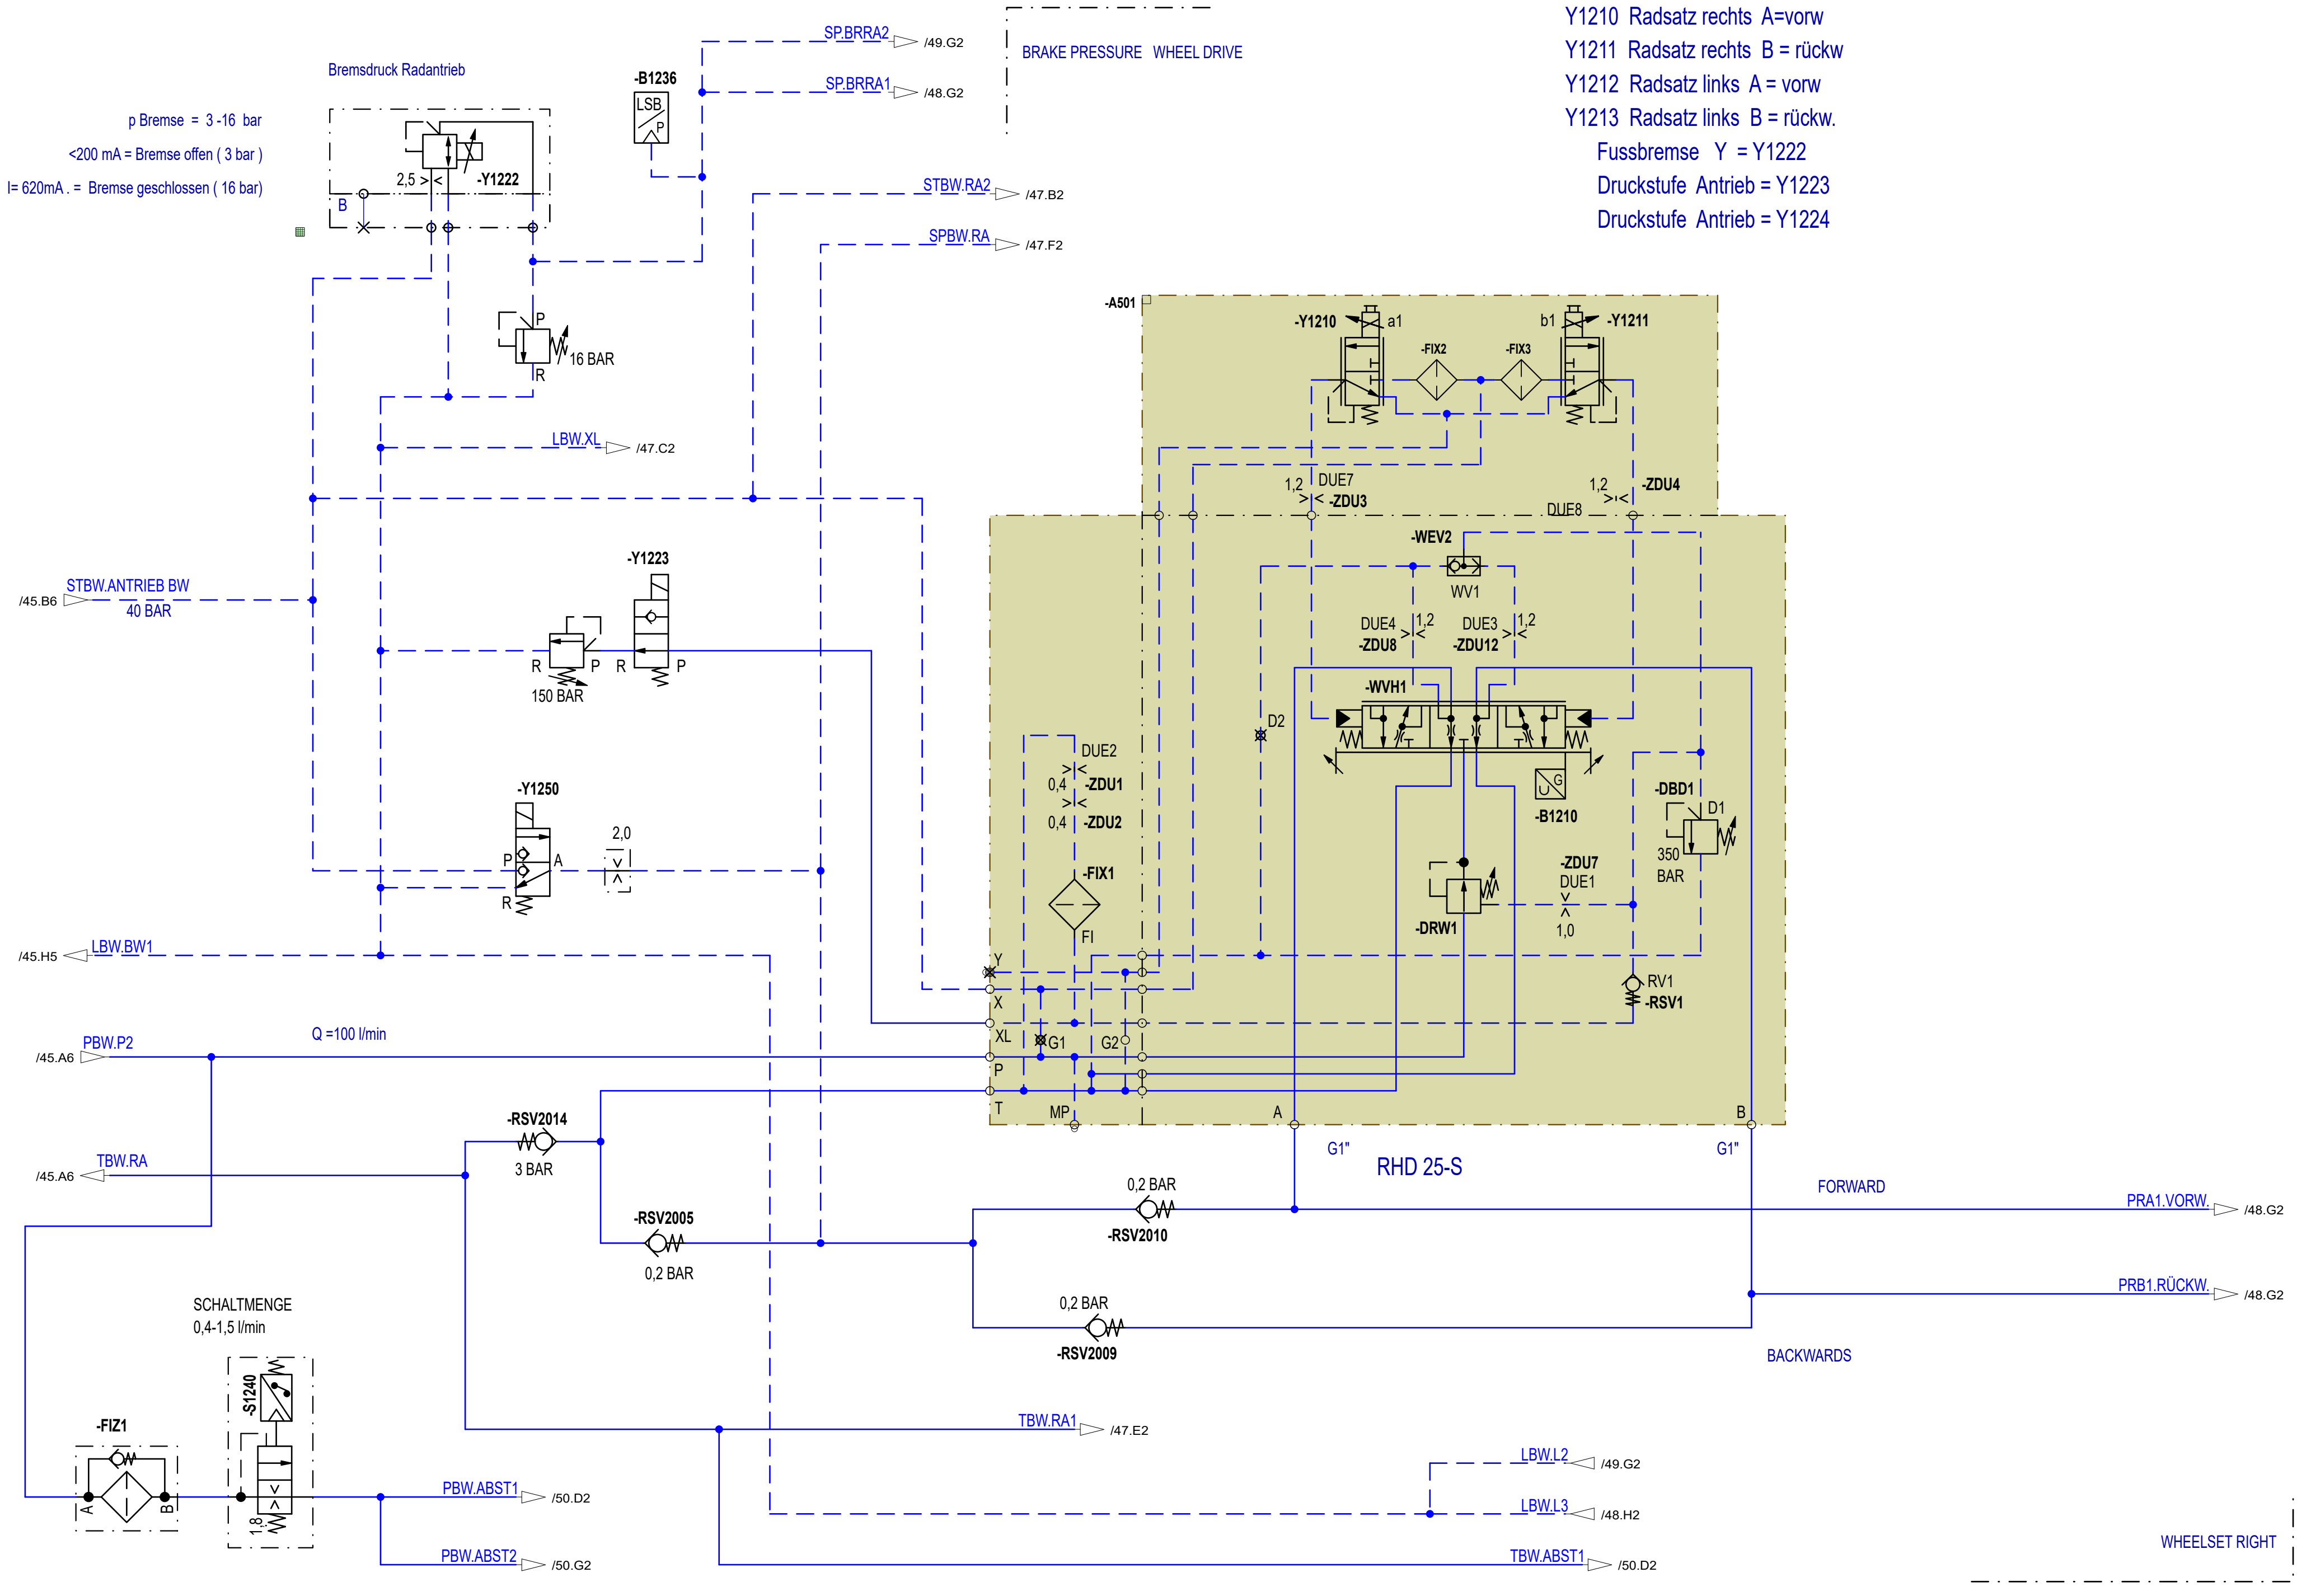 SP.BRRA2
/49.G2
SP.BRRA1
/48.G2
BRAKE PRESSURE WHEEL DRIVE
Y1210 Radsatz rechts A=vorw
Y1211 Radsatz rechts B = rückw
Y1212 Radsatz links A = vorw
Y1213 Radsatz links B = rückw.
Fussbremse Y = Y1222
Druckstufe Antrieb = Y1223
Druckstufe Antrieb = Y1224
Bremsdruck Radantrieb
-B1236
LSB
P
p Bremse = 3 -16 bar
<200 mA = Bremse offen ( 3 bar )
I= 620mA . = Bremse geschlossen ( 16 bar)
2,5
-Y1222
B
STBW.RA2
/47.B2
SPBW.RA
/47.F2
P
16 BAR
R
LBW.XL
/47.C2
-A501
-Y1210
a1
b1
-Y1211
-FIX2
-FIX3
1,2
DUE7
-ZDU3
1,2
-ZDU4
DUE8
-WEV2
WV1
DUE4
1,2
-ZDU8
DUE3
1,2
-ZDU12
-WVH1
D2
-Y1223
STBW.ANTRIEB BW
/45.B6
40 BAR
R
P
R
P
150 BAR
-Y1250
P
A
R
2,0
DUE2
0,4
-ZDU1
0,4
-ZDU2
-FIX1
FI
G
U
-B1210
-DBD1
D1
350
BAR
-ZDU7
DUE1
1,0
-DRW1
RV1
-RSV1
LBW.BW1
/45.H5
Y
X
XL
G1
G2
P
T
MP
A
B
G1"
G1"
RHD 25-S
PBW.P2
/45.A6
Q =100 l/min
TBW.RA
/45.A6
-RSV2014
3 BAR
-RSV2005
0,2 BAR
0,2 BAR
-RSV2010
0,2 BAR
-RSV2009
FORWARD
PRA1.VORW.
/48.G2
PRB1.RÜCKW.
/48.G2
BACKWARDS
SCHALTMENGE
0,4-1,5 l/min
-S1240
-FIZ1
A
B
1,8
PBW.ABST1
/50.D2
PBW.ABST2
/50.G2
TBW.RA1
/47.E2
LBW.L2
/49.G2
LBW.L3
/48.H2
TBW.ABST1
/50.D2
WHEELSET RIGHT